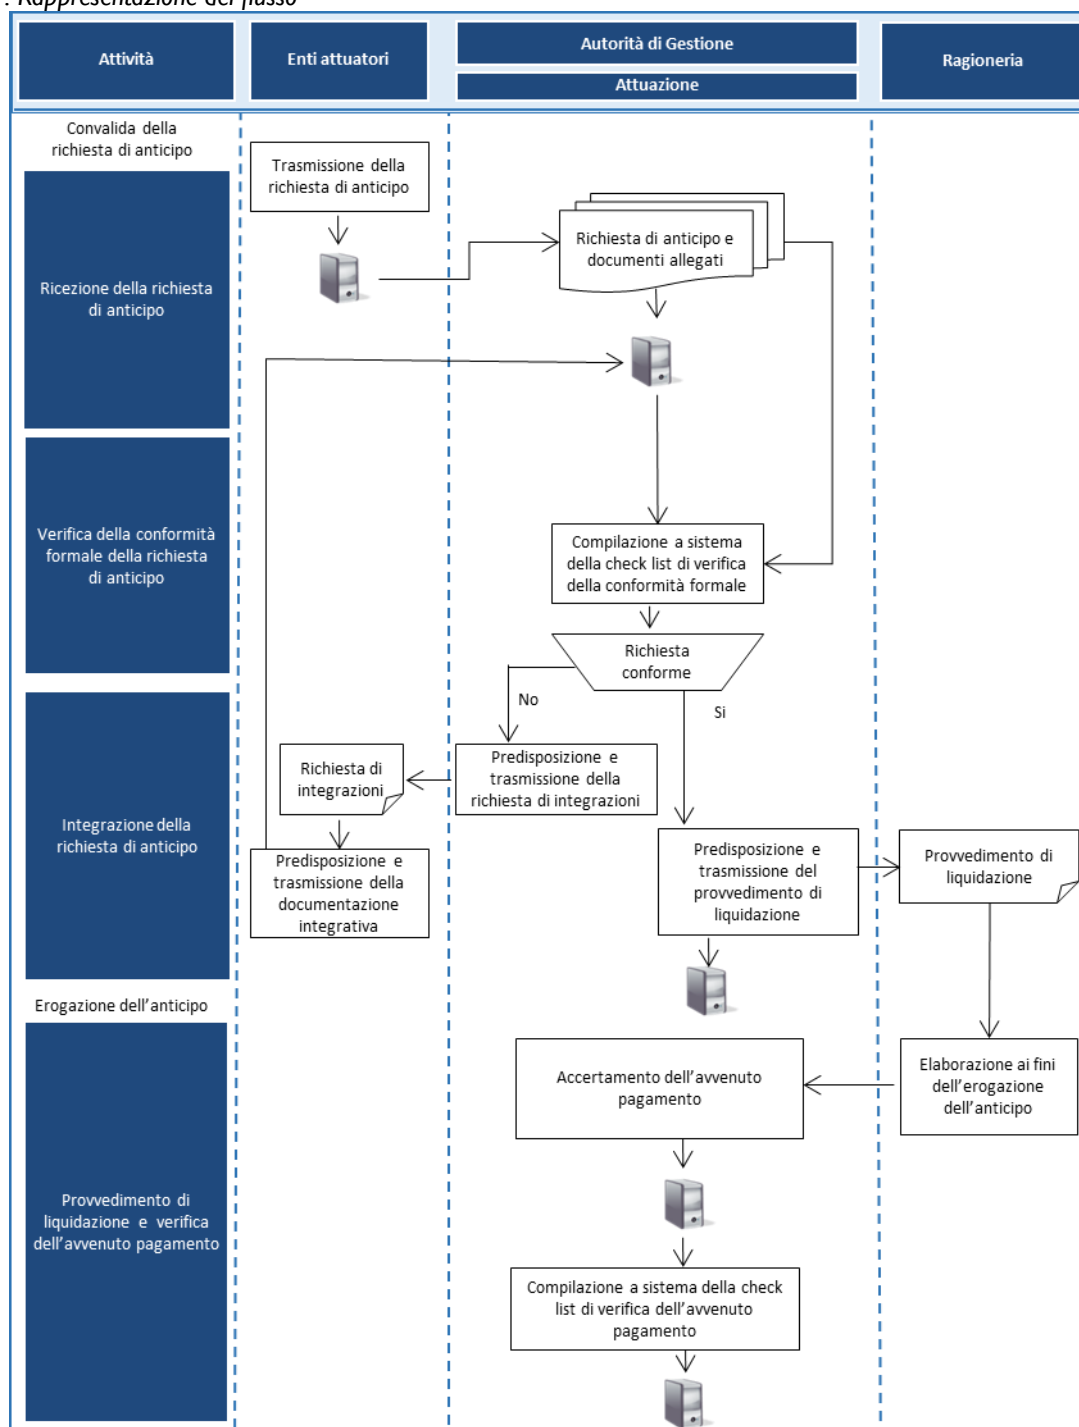 : Rappresentazione del flusso
Attività
Enti attuatori
Autorità di Gestione
Attuazione
Ragioneria
Convalida della
richiesta di anticipo
Trasmissione della
richiesta di anticipo
Richiesta di anticipo e
documenti allegati
Ricezione della richiesta
di anticipo
Verifica della conformità
formale della richiesta
di anticipo
Compilazione a sistema
della check list di verifica
della conformità formale
Richiesta
conforme
No
Si
Richiesta di
integrazioni
Predisposizione e
trasmissione della
richiesta di integrazioni
Integrazione della
richiesta di anticipo
Predisposizione e
trasmissione della
documentazione
integrativa
Predisposizione e
trasmissione del
provvedimento di
liquidazione
Provvedimento di
liquidazione
Erogazione dell'anticipo
Accertamento dell'avvenuto
pagamento
Elaborazione ai fini
dell'erogazione
dell'anticipo
Provvedimento di
liquidazione e verifica
dell'avvenuto pagamento
Compilazione a sistema della check
list di verifica dell'avvenuto
pagamento